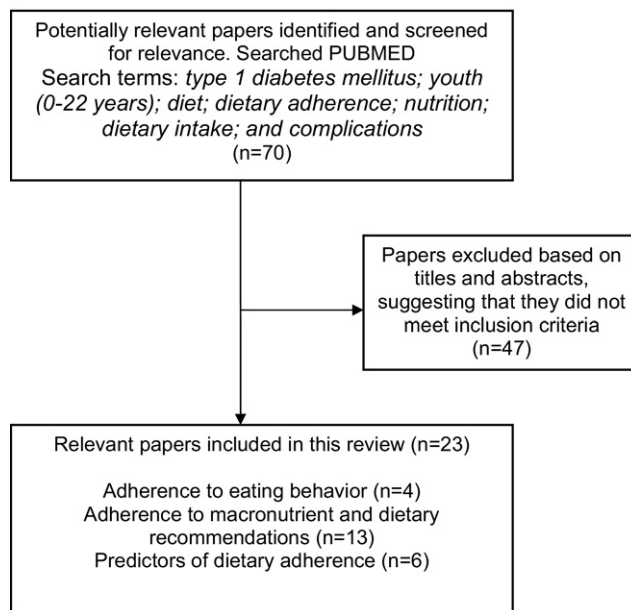 Potentially relevant papers identified and screened
for relevance. Searched PUBMED
Search terms: type 1 diabetes mellitus; youth
(0-22 years); diet; dietary adherence; nutrition;
dietary intake; and complications
(n=70)
Papers excluded based on
titles and abstracts,
suggesting that they did not
meet inclusion criteria
(n=47)
Relevant papers included in this review (n=23)
Adherence to eating behavior (n=4)
Adherence to macronutrient and dietary
recommendations (n=13)
Predictors of dietary adherence (n=6)